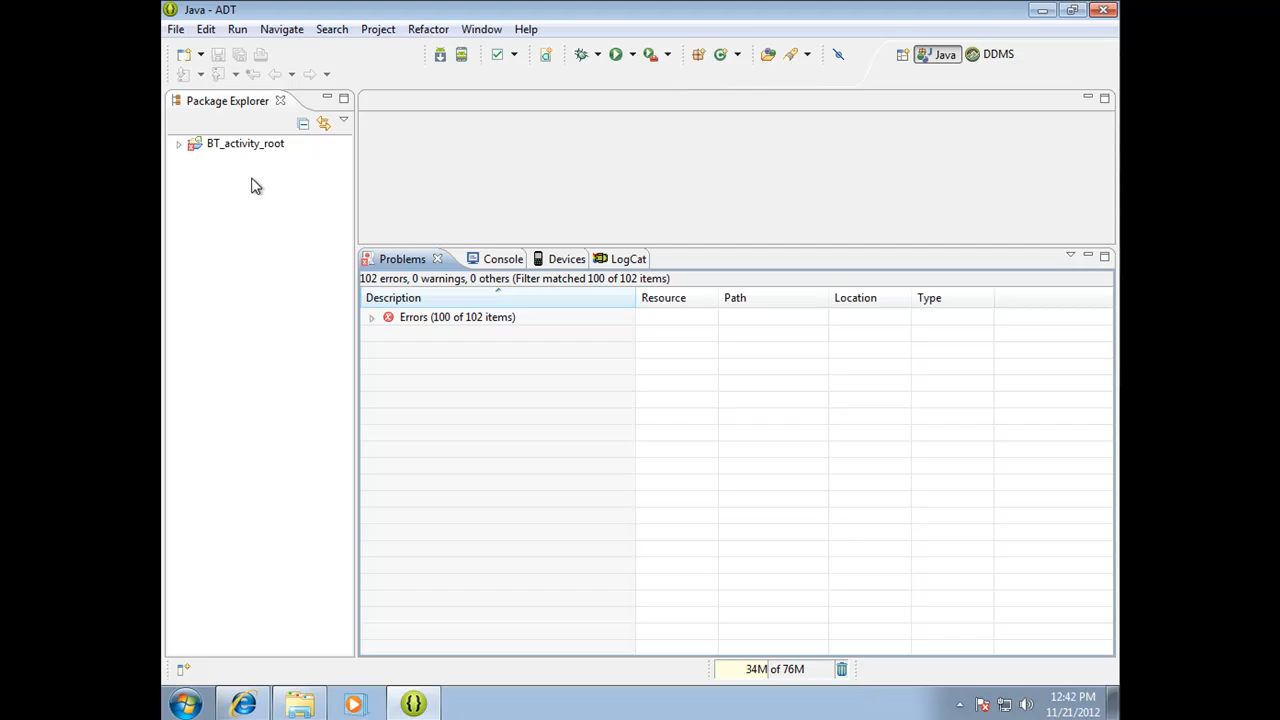 Java - ADT
File Edit Run Navigate Search Project Refactor Window Help
Java DDMS
Package Explorer
BT_activity_root
Problems Console Devices LogCat
102 errors, 0 warnings, 0 others (Filter matched 100 of 102 items)
Description Resource Path Location Type
Errors (100 of 102 items)
34M of 76M
12:42 PM
11/21/2012